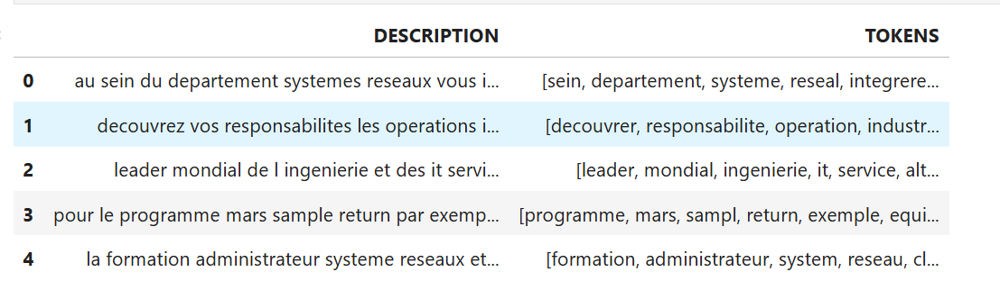 DESCRIPTION TOKENS
0 au sein du departement systemes reseaux vous i... [sein, departement, systeme, reseal, integrere...
1 decouvrez vos responsabilites les operations i... [decouvrer, responsabilite, operation, industr...
2 leader mondial de l ingenierie et des it servi... [leader, mondial, ingenierie, it, service, alt...
3 pour le programme mars sample return par exemp... [programme, mars, sampl, return, exemple, equi...
4 la formation administrateur systeme reseaux et... [formation, administrateur, system, reseau, cl...